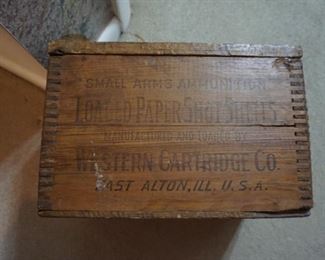 SMALL ARMS AMMUNITION
LOADED PAPER SHOT SHELLS
MANUFACTURED AND LOADED BY
WESTERN CARTRIDGE CO.
EAST ALTON, ILL. U.S.A.